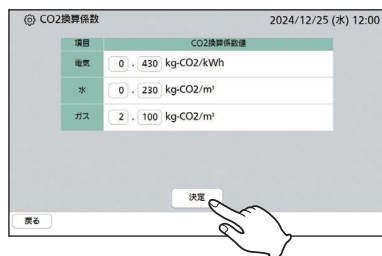 CO2換算係数 2024/12/25 (水) 12:00
項目 CO2換算係数値
電気 0 . 430 kg-CO2/kWh
水 0 . 230 kg-CO2/m³
ガス 2 . 100 kg-CO2/m³
決定
戻る